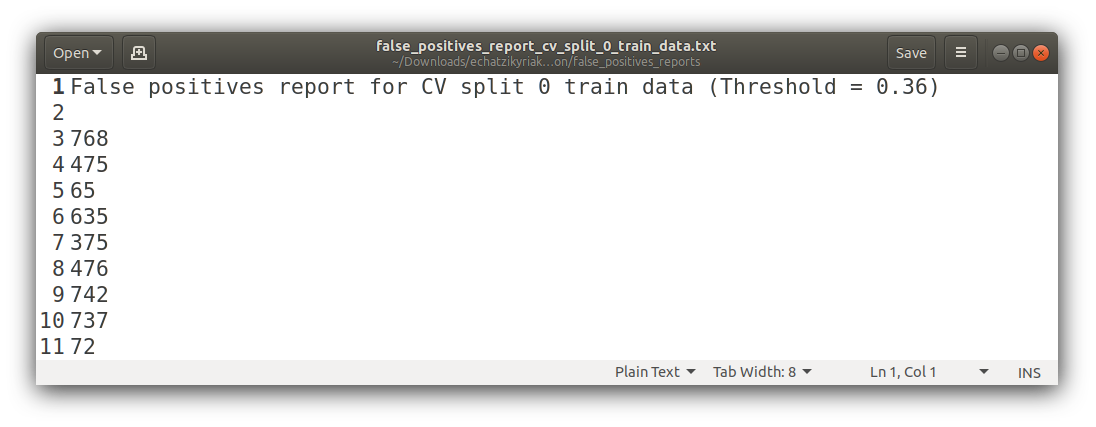 Open
false_positives_report_cv_split_0_train_data.txt
~/Downloads/echatzikyriak...on/false_positives_reports
Save
1 False positives report for CV split 0 train data (Threshold = 0.36)
2
3 768
4 475
5 65
6 635
7 375
8 476
9 742
10 737
11 72
Plain Text
Tab Width: 8
Ln 1, Col 1
INS